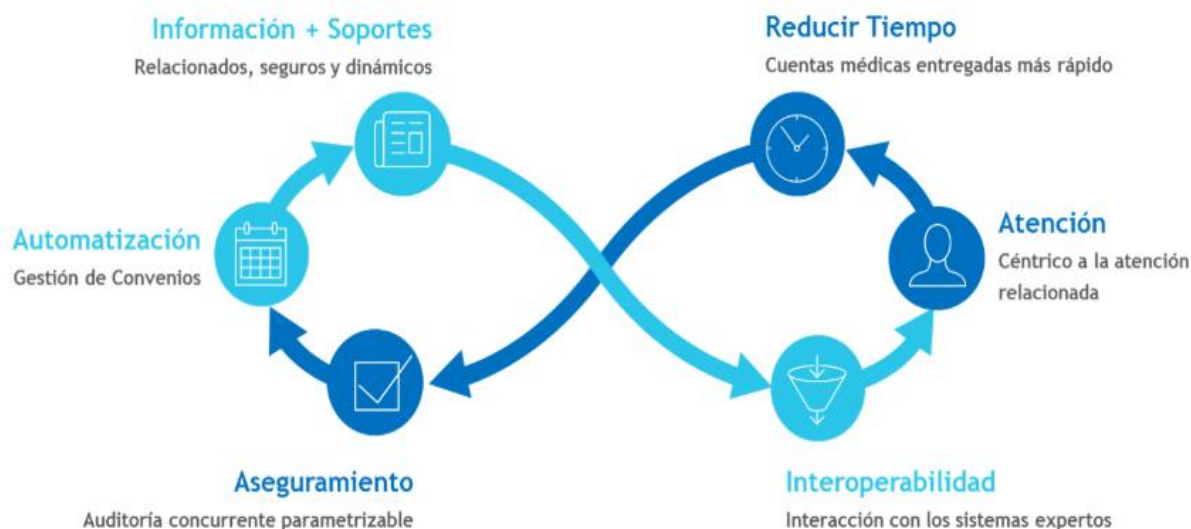 Información + Soportes
Relacionados, seguros y dinámicos
Reducir Tiempo
Cuentas médicas entregadas más rápido
Automatización
Gestión de Convenios
Atención
Céntrico a la atención
relacionada
Aseguramiento
Auditoría concurrente parametrizable
Interoperabilidad
Interacción con los sistemas expertos